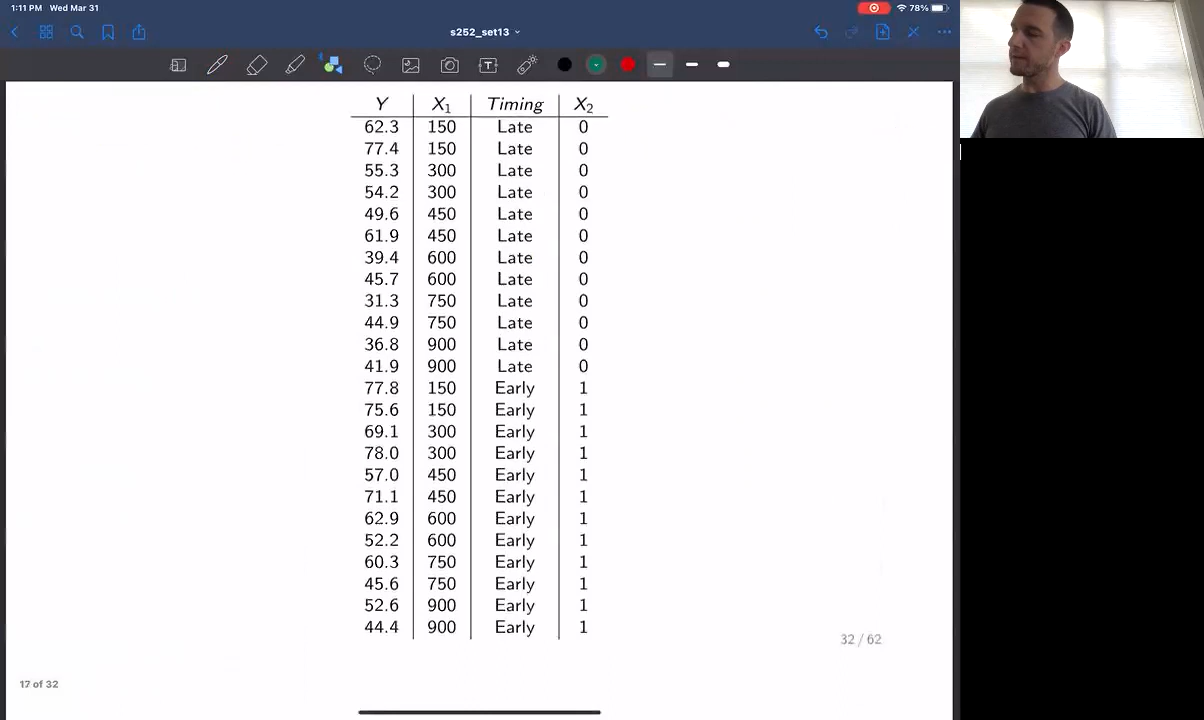 1:11 PM Wed Mar 31
78%
s252_set13
T
Y X₁ Timing X₂
62.3 150 Late 0
77.4 150 Late 0
55.3 300 Late 0
54.2 300 Late 0
49.6 450 Late 0
61.9 450 Late 0
39.4 600 Late 0
45.7 600 Late 0
31.3 750 Late 0
44.9 750 Late 0
36.8 900 Late 0
41.9 900 Late 0
77.8 150 Early 1
75.6 150 Early 1
69.1 300 Early 1
78.0 300 Early 1
57.0 450 Early 1
71.1 450 Early 1
62.9 600 Early 1
52.2 600 Early 1
60.3 750 Early 1
45.6 750 Early 1
52.6 900 Early 1
44.4 900 Early 1
32 / 62
17 of 32